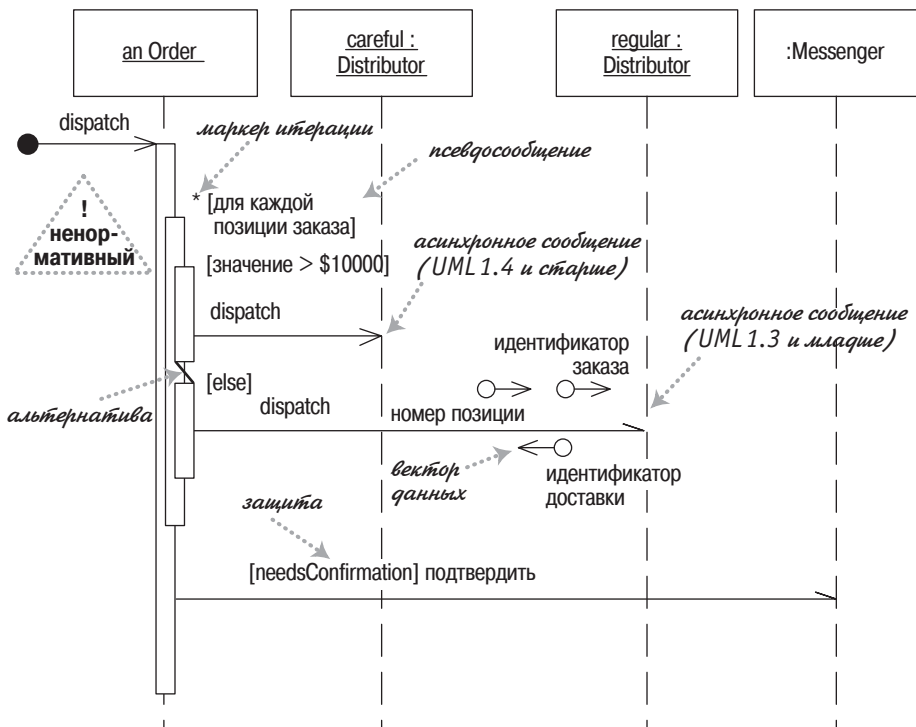 an Order
careful :
Distributor
regular :
Distributor
:Messenger
dispatch
маркер итерации
псевдосообщение
* [для каждой
позиции заказа]
!
ненор-
мативный
[значение > $10000]
асинхронное сообщение
(UML 1.4 и старше)
dispatch
асинхронное сообщение
(UML 1.3 и младше)
идентификатор
заказа
[else]
альтернатива
dispatch
номер позиции
вектор
данных
идентификатор
доставки
защита
[needsConfirmation] подтвердить